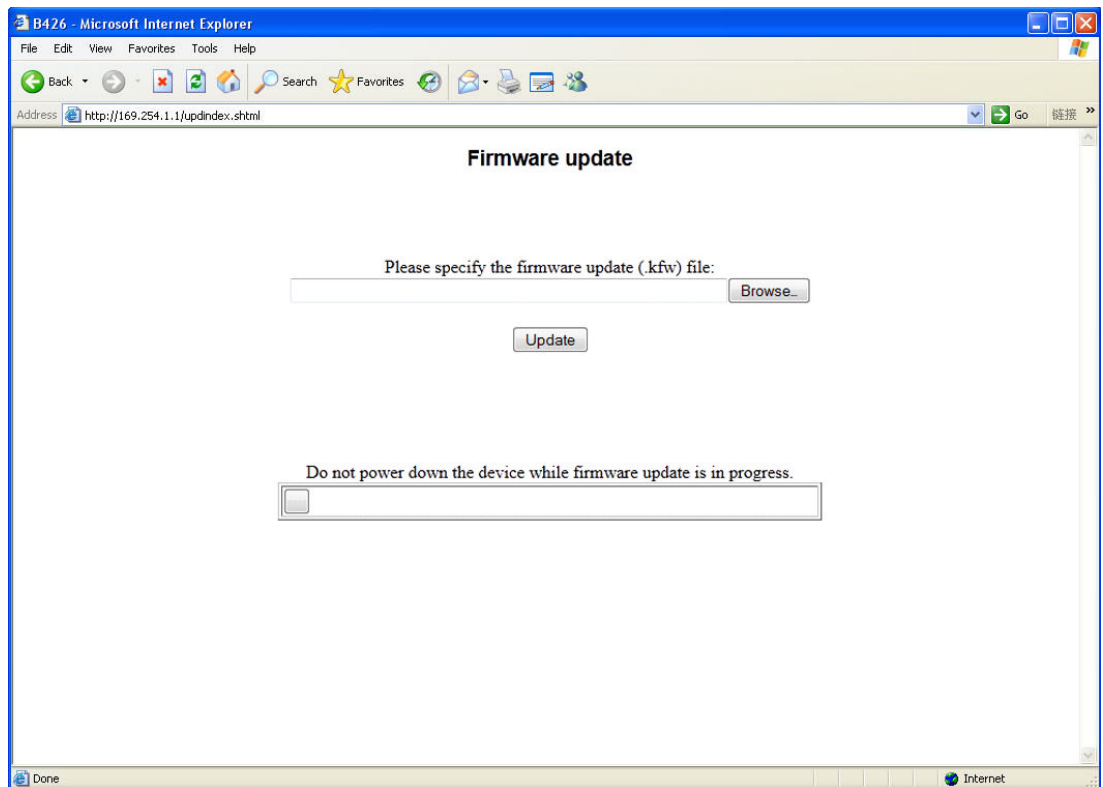 B426 - Microsoft Internet Explorer
File Edit View Favorites Tools Help
Back Search Favorites
Address http://169.254.1.1/updindex.shtml Go 链接 »
Firmware update
Please specify the firmware update (.kfw) file:
Browse...
Update
Do not power down the device while firmware update is in progress.
Done Internet